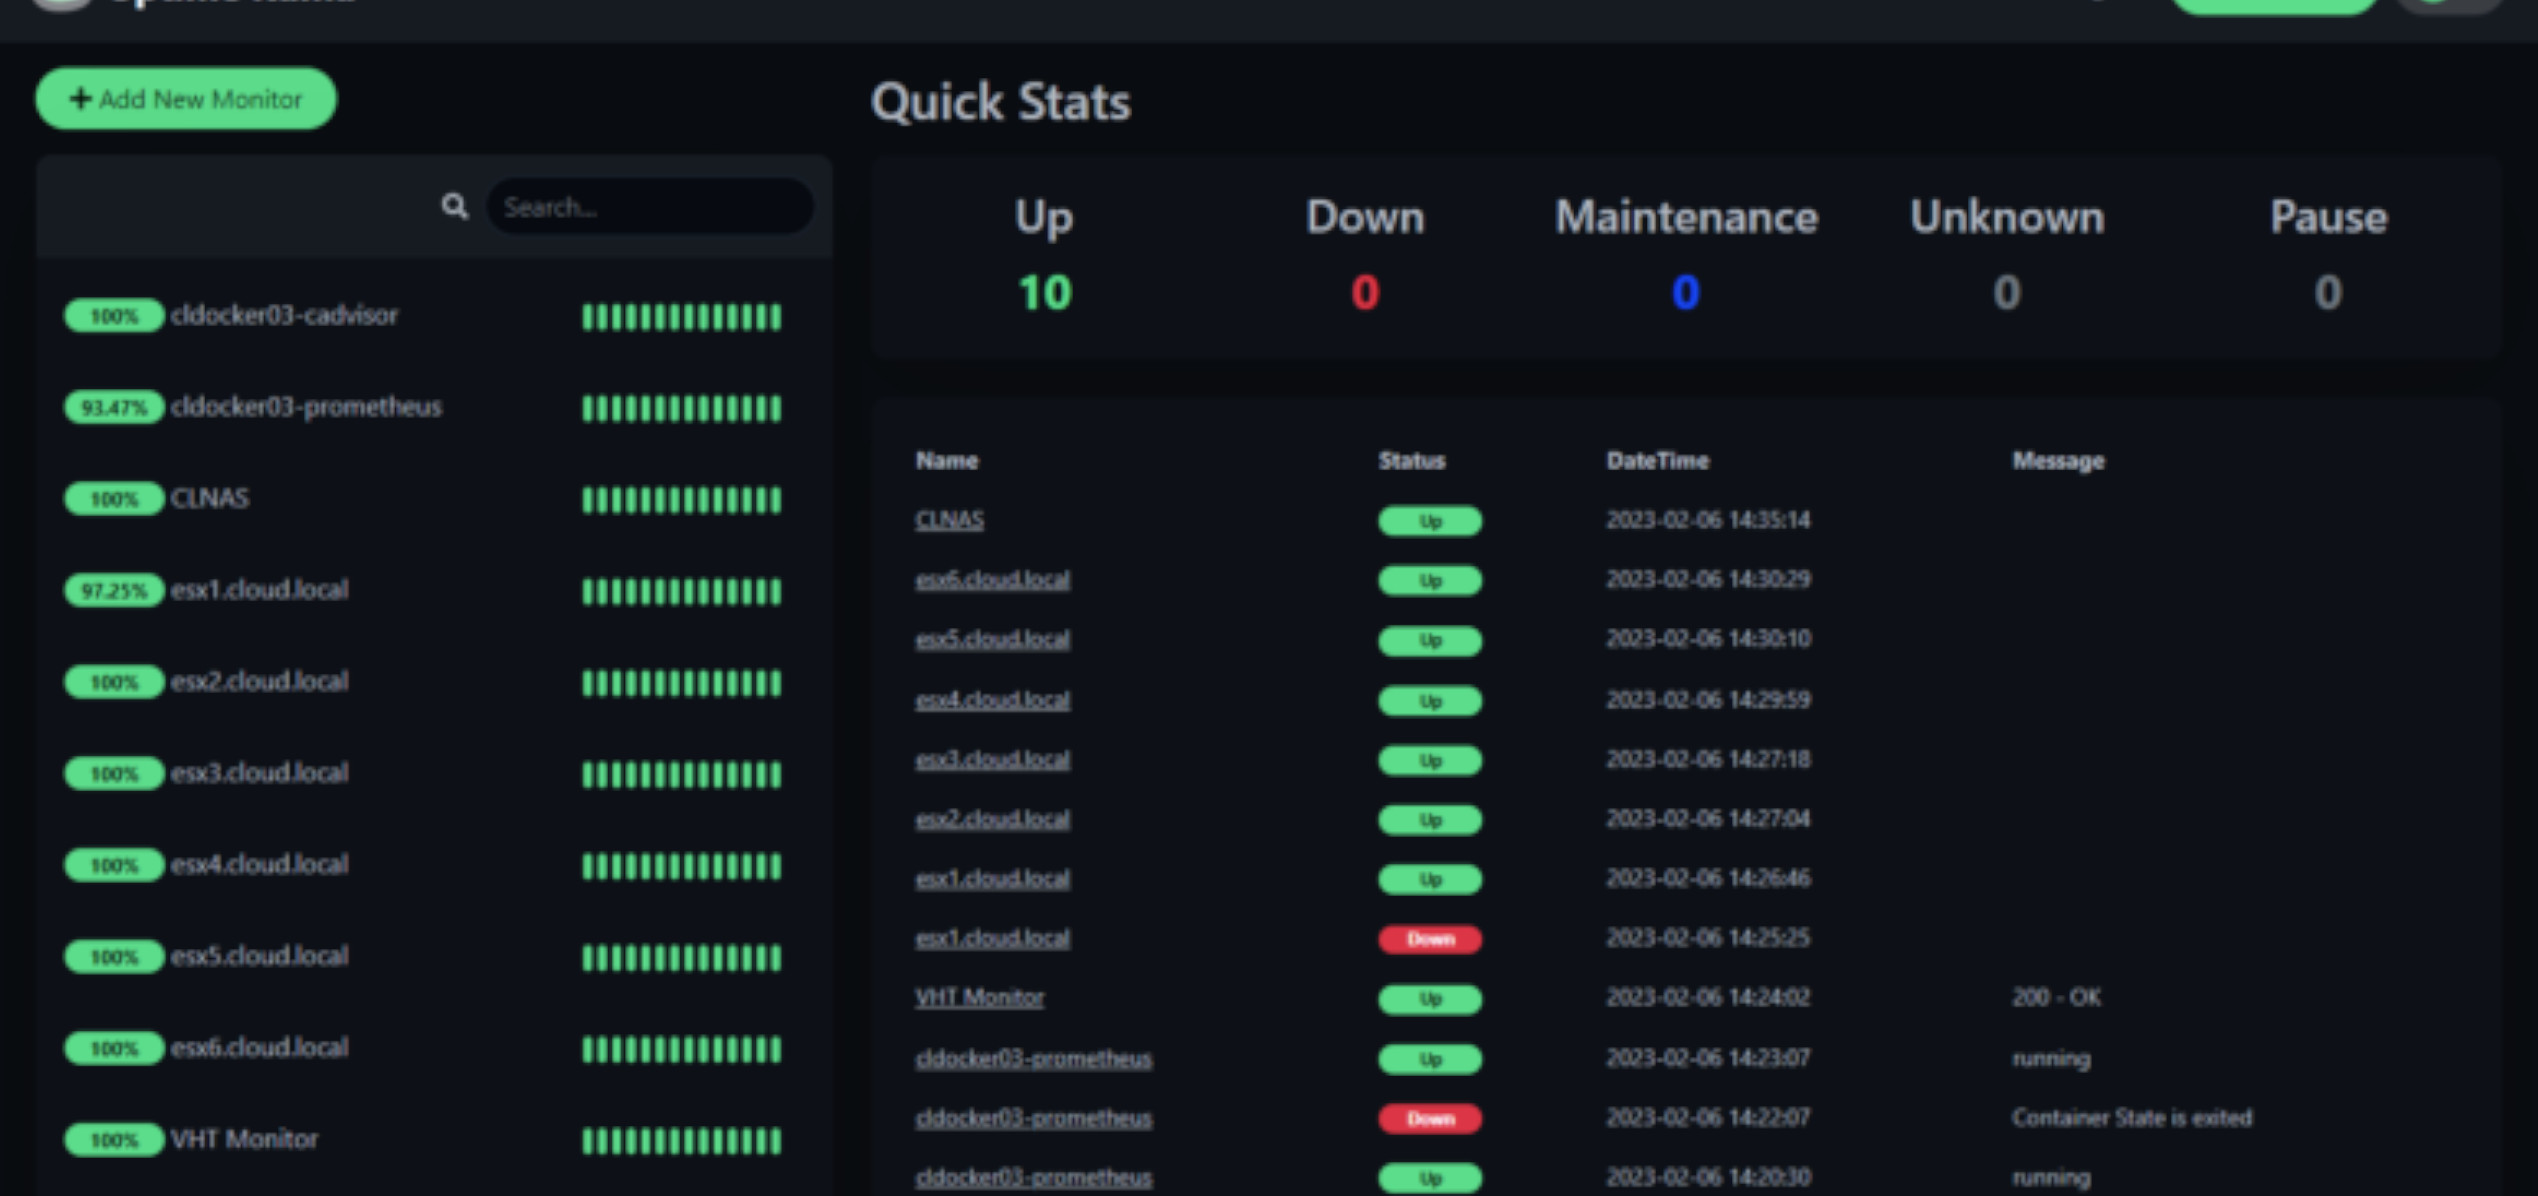 Add New Monitor
Search...
100% cldocker03-cadvisor
93.47% cldocker03-prometheus
100% CLNAS
97.25% esx1.cloud.local
100% esx2.cloud.local
100% esx3.cloud.local
100% esx4.cloud.local
100% esx5.cloud.local
100% esx6.cloud.local
100% VHT Monitor
Quick Stats
Up Down Maintenance Unknown Pause
10 0 0 0 0
Name Status DateTime Message
CLNAS Up 2023-02-06 14:35:14
esx6.cloud.local Up 2023-02-06 14:30:29
esx5.cloud.local Up 2023-02-06 14:30:10
esx4.cloud.local Up 2023-02-06 14:29:59
esx3.cloud.local Up 2023-02-06 14:27:18
esx2.cloud.local Up 2023-02-06 14:27:04
esx1.cloud.local Up 2023-02-06 14:26:46
esx1.cloud.local Down 2023-02-06 14:25:25
VHT Monitor Up 2023-02-06 14:24:02 200 - OK
cldocker03-prometheus Up 2023-02-06 14:23:07 running
cldocker03-prometheus Down 2023-02-06 14:22:07 Container State is exited
cldocker03-prometheus Up 2023-02-06 14:20:30 running